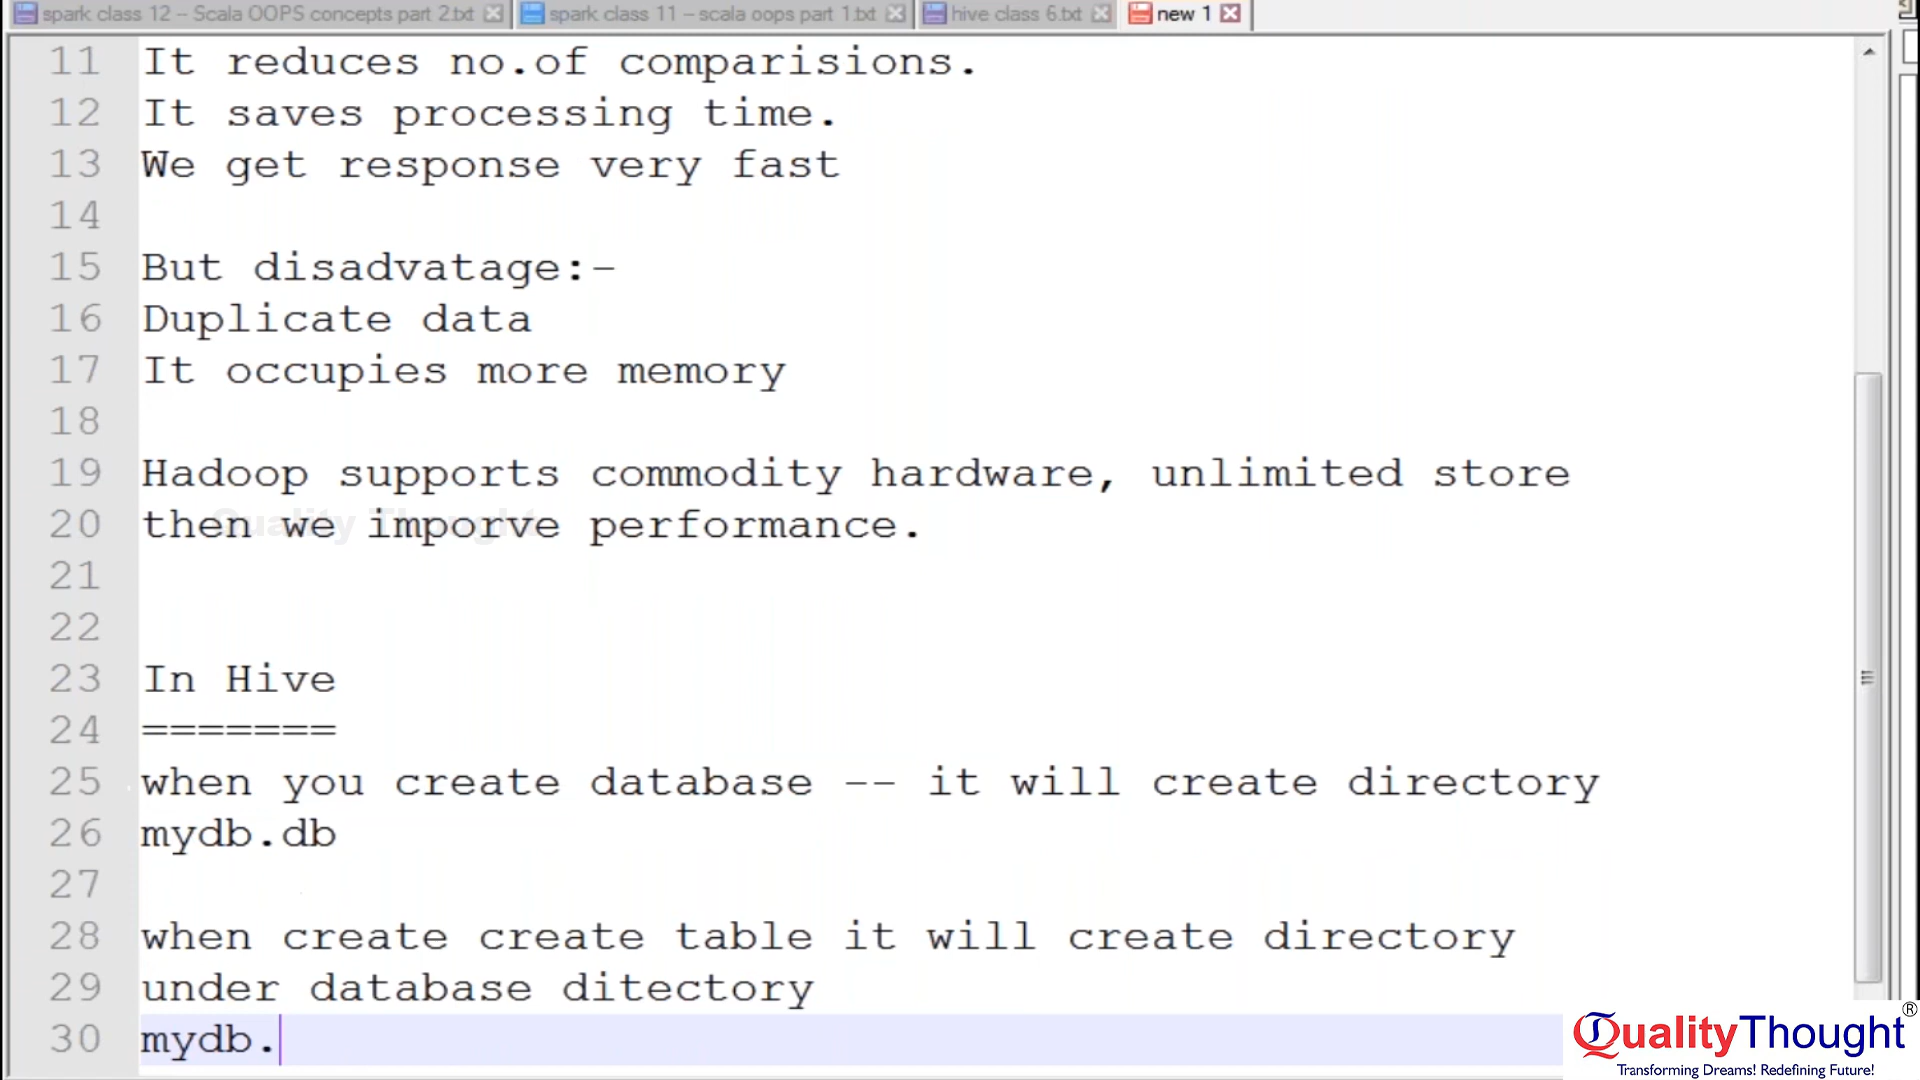 spark class 12 – Scala OOPS concepts part 2.txt spark class 11 – scala oops part 1.txt hive class 6.txt new 1
11 It reduces no.of comparisions.
12 It saves processing time.
13 We get response very fast
14
15 But disadvatage:-
16 Duplicate data
17 It occupies more memory
18
19 Hadoop supports commodity hardware, unlimited store
20 then we imporve performance.
Quality Thought
21
22
23 In Hive
24 =======
25 when you create database -- it will create directory
26 mydb.db
27
28 when create create table it will create directory
29 under database ditectory
30 mydb.
QualityThought®
Transforming Dreams! Redefining Future!